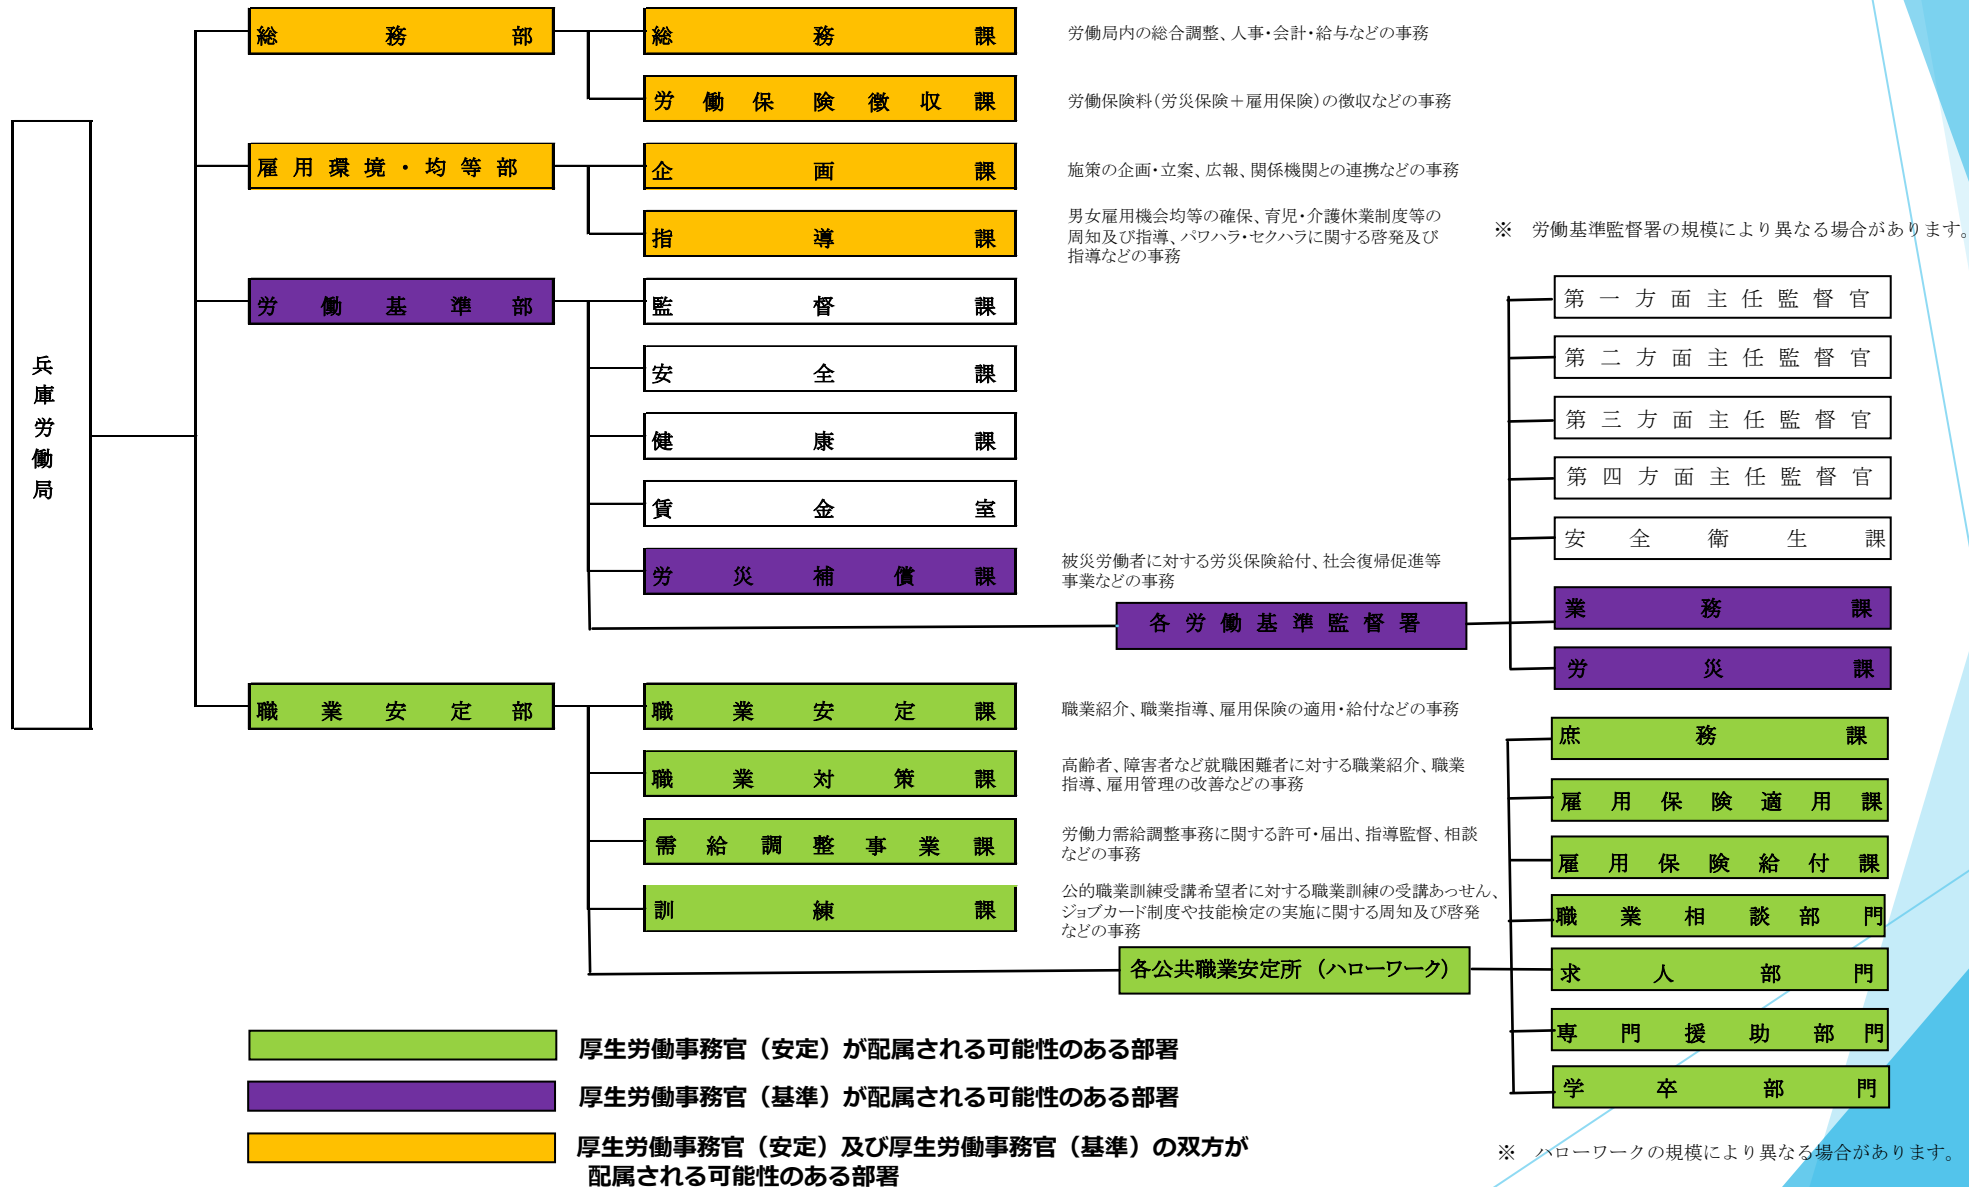 兵庫労働局
総務部
総務課
労働局内の総合調整、人事・会計・給与などの事務
労働保険徴収課
労働保険料(労災保険+雇用保険)の徴収などの事務
雇用環境・均等部
企画課
施策の企画・立案、広報、関係機関との連携などの事務
指導課
男女雇用機会均等の確保、育児・介護休業制度等の
周知及び指導、パワハラ・セクハラに関する啓発及び
指導などの事務
労働基準部
監督課
安全課
健康課
賃金室
労災補償課
被災労働者に対する労災保険給付、社会復帰促進等
事業などの事務
各労働基準監督署
※ 労働基準監督署の規模により異なる場合があります。
第一方面主任監督官
第二方面主任監督官
第三方面主任監督官
第四方面主任監督官
安全衛生課
業務課
労災課
職業安定部
職業安定課
職業紹介、職業指導、雇用保険の適用・給付などの事務
職業対策課
高齢者、障害者など就職困難者に対する職業紹介、職業
指導、雇用管理の改善などの事務
需給調整事業課
労働力需給調整事務に関する許可・届出、指導監督、相談
などの事務
訓練課
公的職業訓練受講希望者に対する職業訓練の受講あっせん、
ジョブカード制度や技能検定の実施に関する周知及び啓発
などの事務
各公共職業安定所(ハローワーク)
庶務課
雇用保険適用課
雇用保険給付課
職業相談部門
求人部門
専門援助部門
学卒部門
※ ハローワークの規模により異なる場合があります。
厚生労働事務官(安定)が配属される可能性のある部署
厚生労働事務官(基準)が配属される可能性のある部署
厚生労働事務官(安定)及び厚生労働事務官(基準)の双方が
配属される可能性のある部署